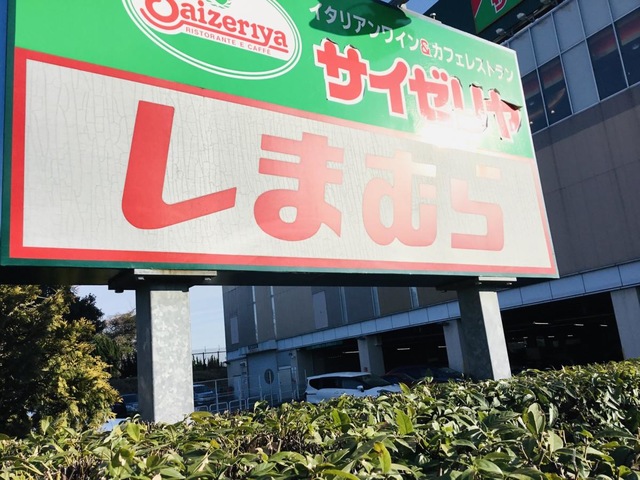 Saizeriya
RISTORANTE E CAFFÈ
イタリアンワイン&カフェレストラン
サイゼリヤ
しまむら